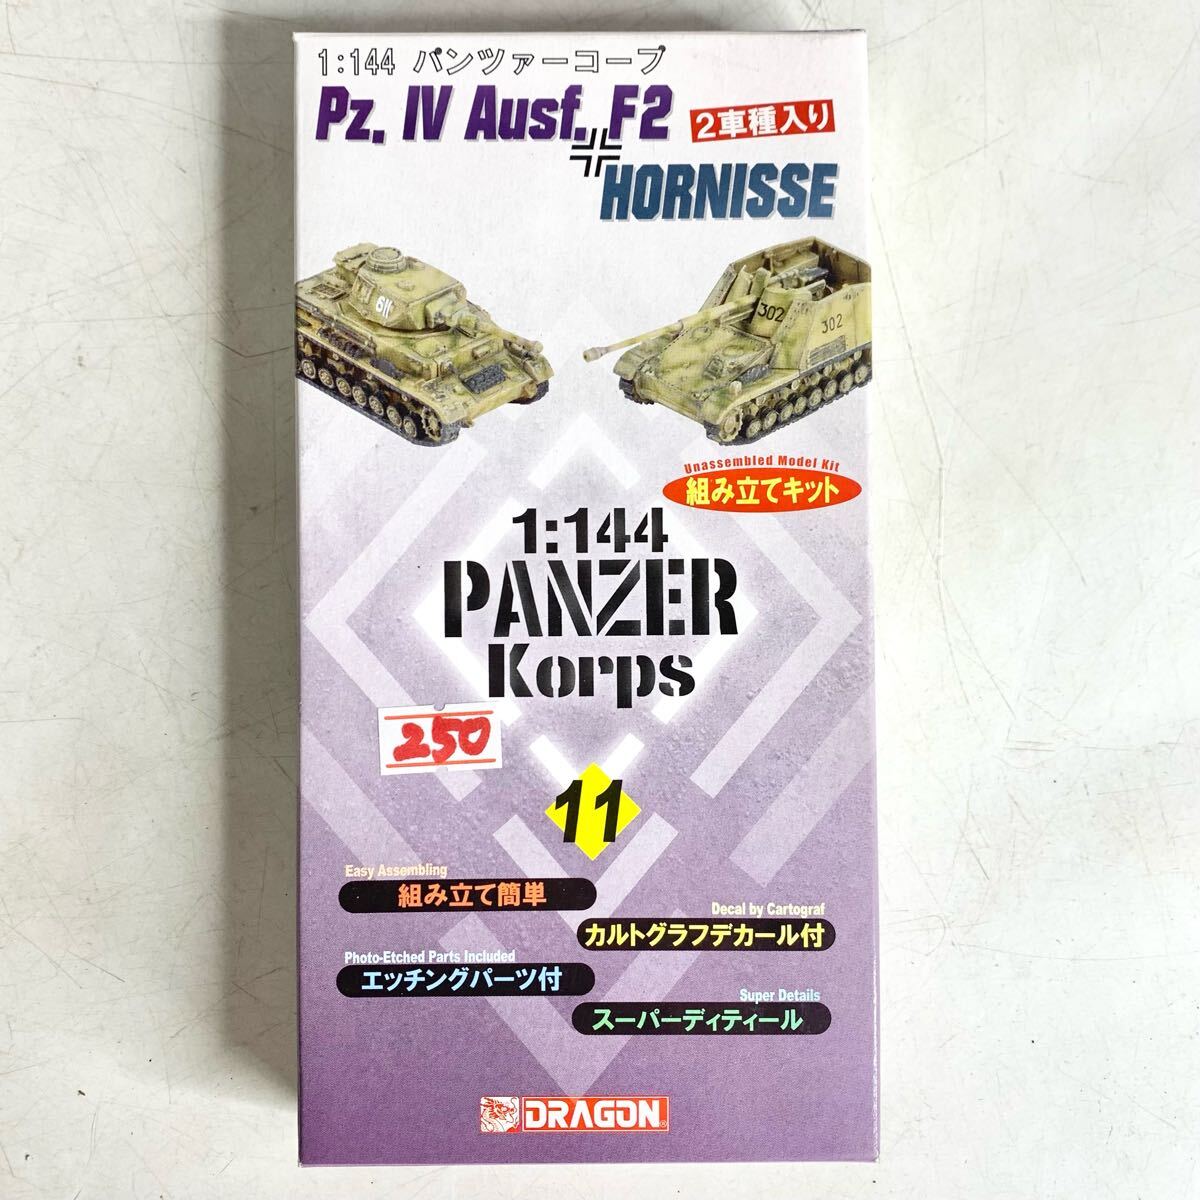 1:144 パンツァーコープ
Pz. IV Ausf. F2
2車種入り
HORNISSE
611
302
302
Unassembled Model Kit
組み立てキット
1:144
PANZER
Korps
250
11
Easy Assembling
組み立て簡単
Decal by Cartograf
カルトグラフデカール付
Photo-Etched Parts Included
エッチングパーツ付
Super Details
スーパーディティール
DRAGON®